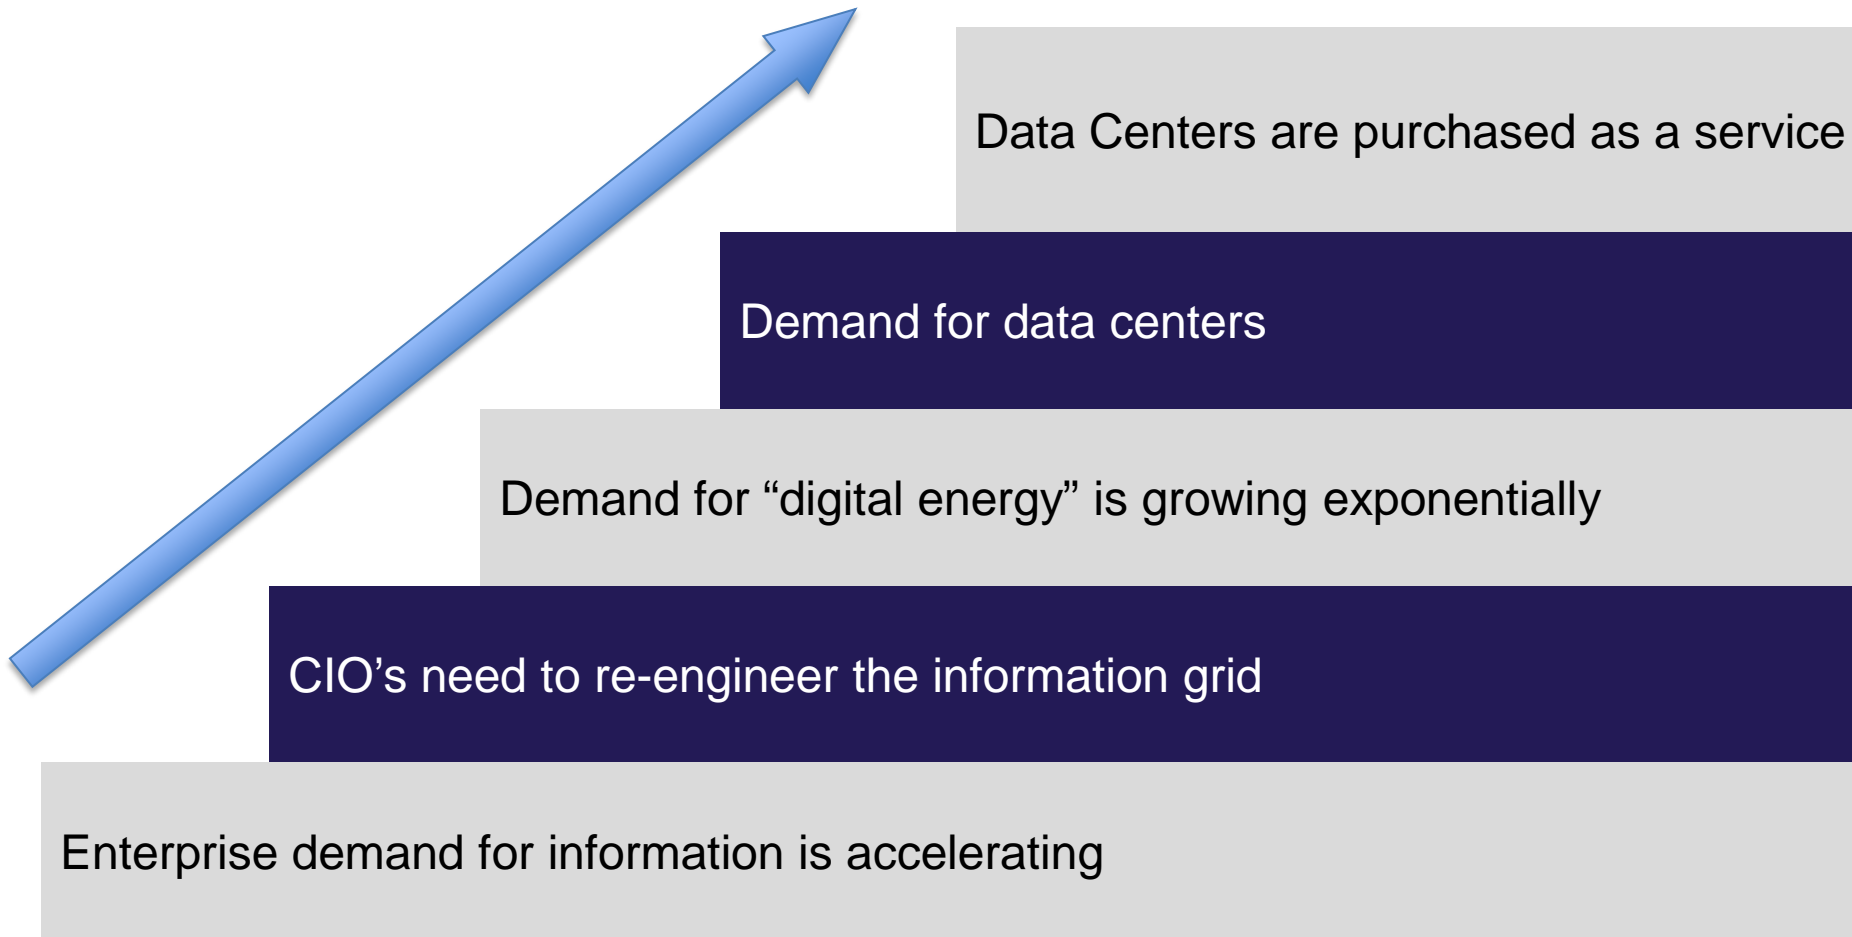 Data Centers are purchased as a service
Demand for data centers
Demand for “digital energy” is growing exponentially
CIO’s need to re-engineer the information grid
Enterprise demand for information is accelerating